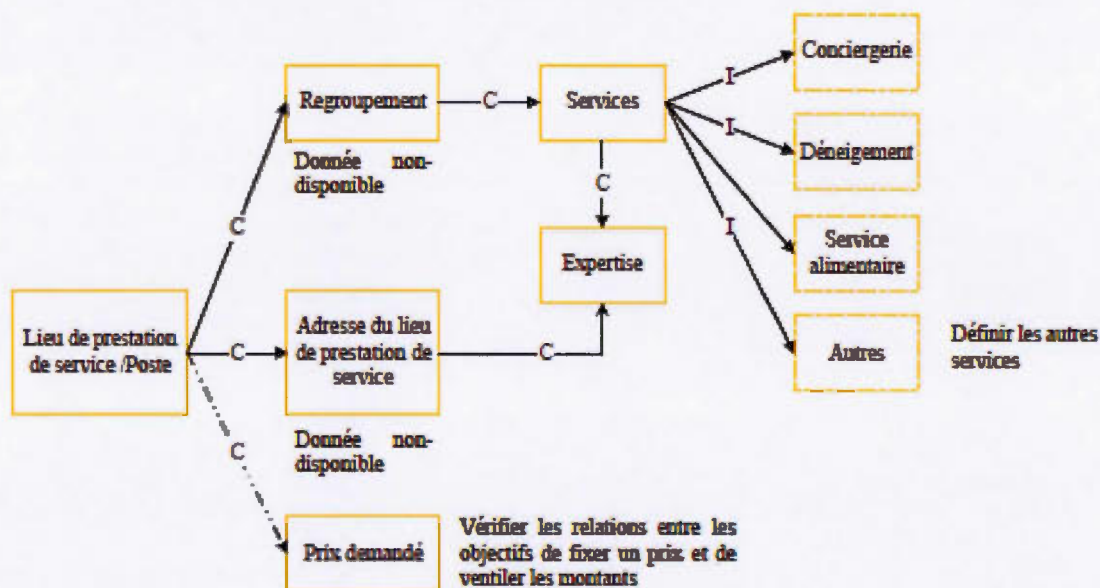 Conciergerie
Regroupement
C
Services
I
I
Déneigement
Donnée non-
disponible
C
C
I
Service
alimentaire
Expertise
Lieu de prestation
de service /Poste
C
Adresse du lieu
de prestation de
service
C
Autres
Définir les autres
services
Donnée non-
disponible
C
Prix demandé
Vérifier les relations entre les
objectifs de fixer un prix et de
ventiler les montants